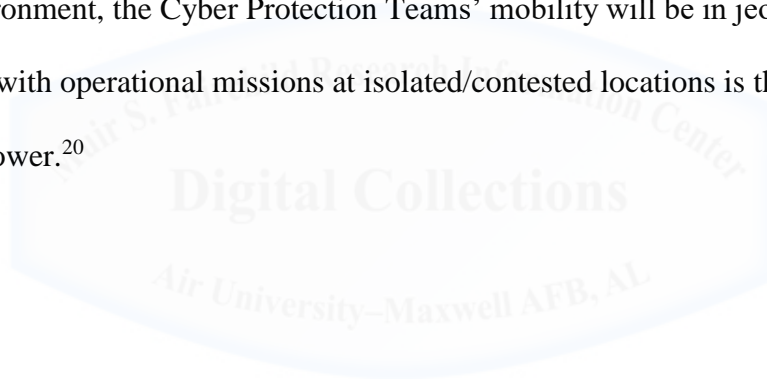 ronment, the Cyber Protection Teams’ mobility will be in jeo
with operational missions at isolated/contested locations is th
ower.20
Muir S. Fairchild Research Information Center
Digital Collections
Air University–Maxwell AFB, AL